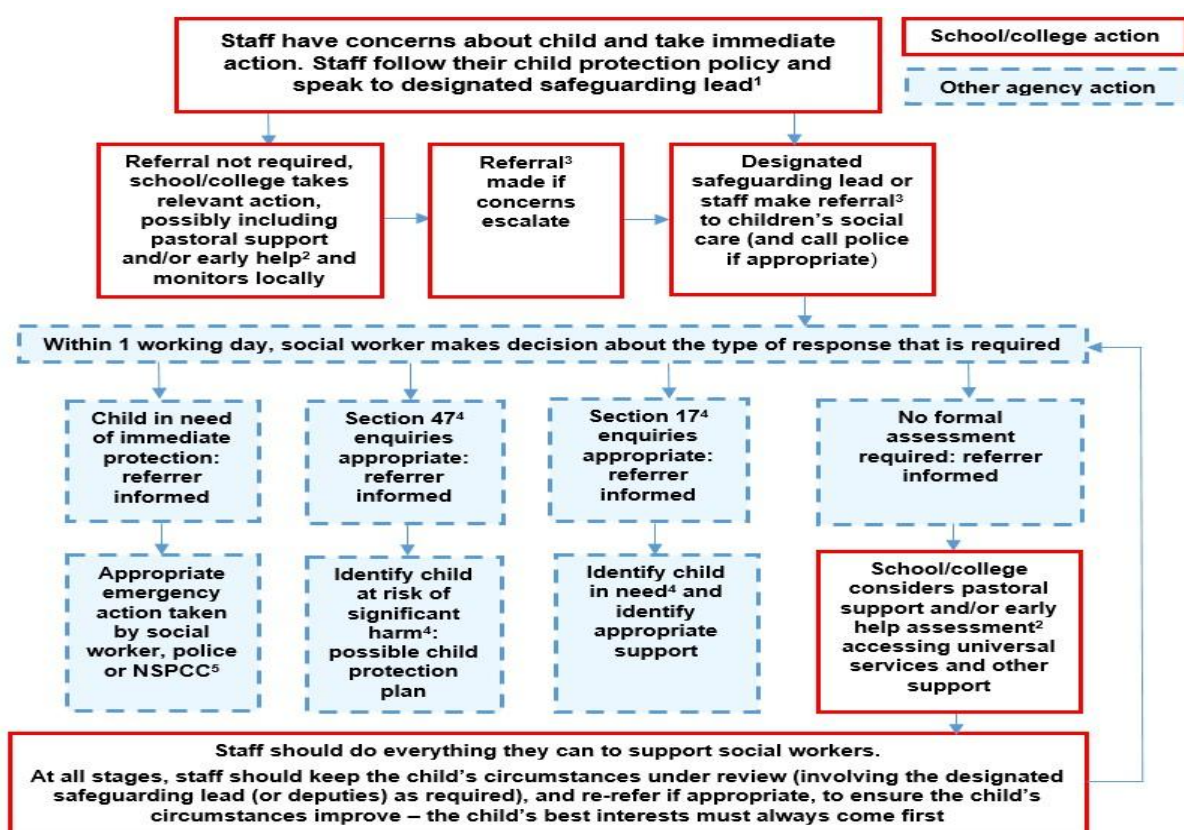 Staff have concerns about child and take immediate
action. Staff follow their child protection policy and
speak to designated safeguarding lead¹
School/college action
Other agency action
Referral not required,
school/college takes
relevant action,
possibly including
pastoral support
and/or early help² and
monitors locally
Referral³
made if
concerns
escalate
Designated
safeguarding lead or
staff make referral³
to children's social
care (and call police
if appropriate)
Within 1 working day, social worker makes decision about the type of response that is required
Child in need
of immediate
protection:
referrer
informed
Section 47⁴
enquiries
appropriate:
referrer
informed
Section 17⁴
enquiries
appropriate:
referrer
informed
No formal
assessment
required: referrer
informed
Appropriate
emergency
action taken
by social
worker, police
or NSPCC⁵
Identify child
at risk of
significant
harm⁴:
possible child
protection
plan
Identify child
in need⁴ and
identify
appropriate
support
School/college
considers pastoral
support and/or early
help assessment²
accessing universal
services and other
support
Staff should do everything they can to support social workers.
At all stages, staff should keep the child's circumstances under review (involving the designated
safeguarding lead (or deputies) as required), and re-refer if appropriate, to ensure the child's
circumstances improve – the child's best interests must always come first